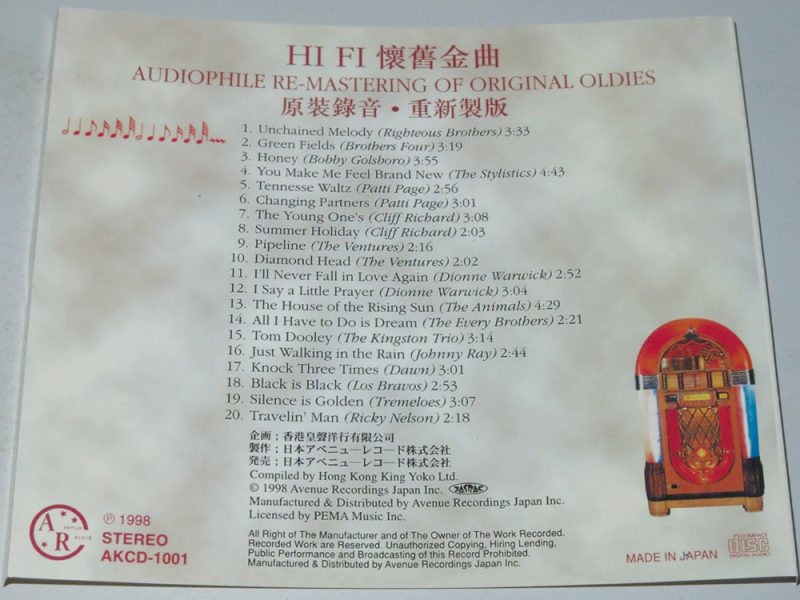 HI FI 懷舊金曲
AUDIOPHILE RE-MASTERING OF ORIGINAL OLDIES
原裝錄音・重新製版
1. Unchained Melody (Righteous Brothers) 3:33
2. Green Fields (Brothers Four) 3:19
3. Honey (Bobby Golsboro) 3:55
4. You Make Me Feel Brand New (The Stylistics) 4:43
5. Tennesse Waltz (Patti Page) 2:56
6. Changing Partners (Patti Page) 3:01
7. The Young One's (Cliff Richard) 3:08
8. Summer Holiday (Cliff Richard) 2:03
9. Pipeline (The Ventures) 2:16
10. Diamond Head (The Ventures) 2:02
11. I'll Never Fall in Love Again (Dionne Warwick) 2:52
12. I Say a Little Prayer (Dionne Warwick) 3:04
13. The House of the Rising Sun (The Animals) 4:29
14. All I Have to Do is Dream (The Every Brothers) 2:21
15. Tom Dooley (The Kingston Trio) 3:14
16. Just Walking in the Rain (Johnny Ray) 2:44
17. Knock Three Times (Dawn) 3:01
18. Black is Black (Los Bravos) 2:53
19. Silence is Golden (Tremeloes) 3:07
20. Travelin' Man (Ricky Nelson) 2:18
企画；香港皇聲洋行有限公司
製作；日本アベニューレコード株式会社
発売；日本アベニューレコード株式会社
Compiled by Hong Kong King Yoko Ltd.
© 1998 Avenue Recordings Japan Inc. JASRAC
Manufactured & Distributed by Avenue Recordings Japan Inc.
Licensed by PEMA Music Inc.
All Right of The Manufacturer and of The Owner of The Work Recorded.
Recorded Work are Reserved. Unauthorized Copying, Hiring Lending,
Public Performance and Broadcasting of this Record Prohibited.
Manufactured & Distributed by Avenue Recordings Japan Inc.
A R
℗ 1998
STEREO
AKCD-1001
MADE IN JAPAN
COMPACT
disc
DIGITAL AUDIO